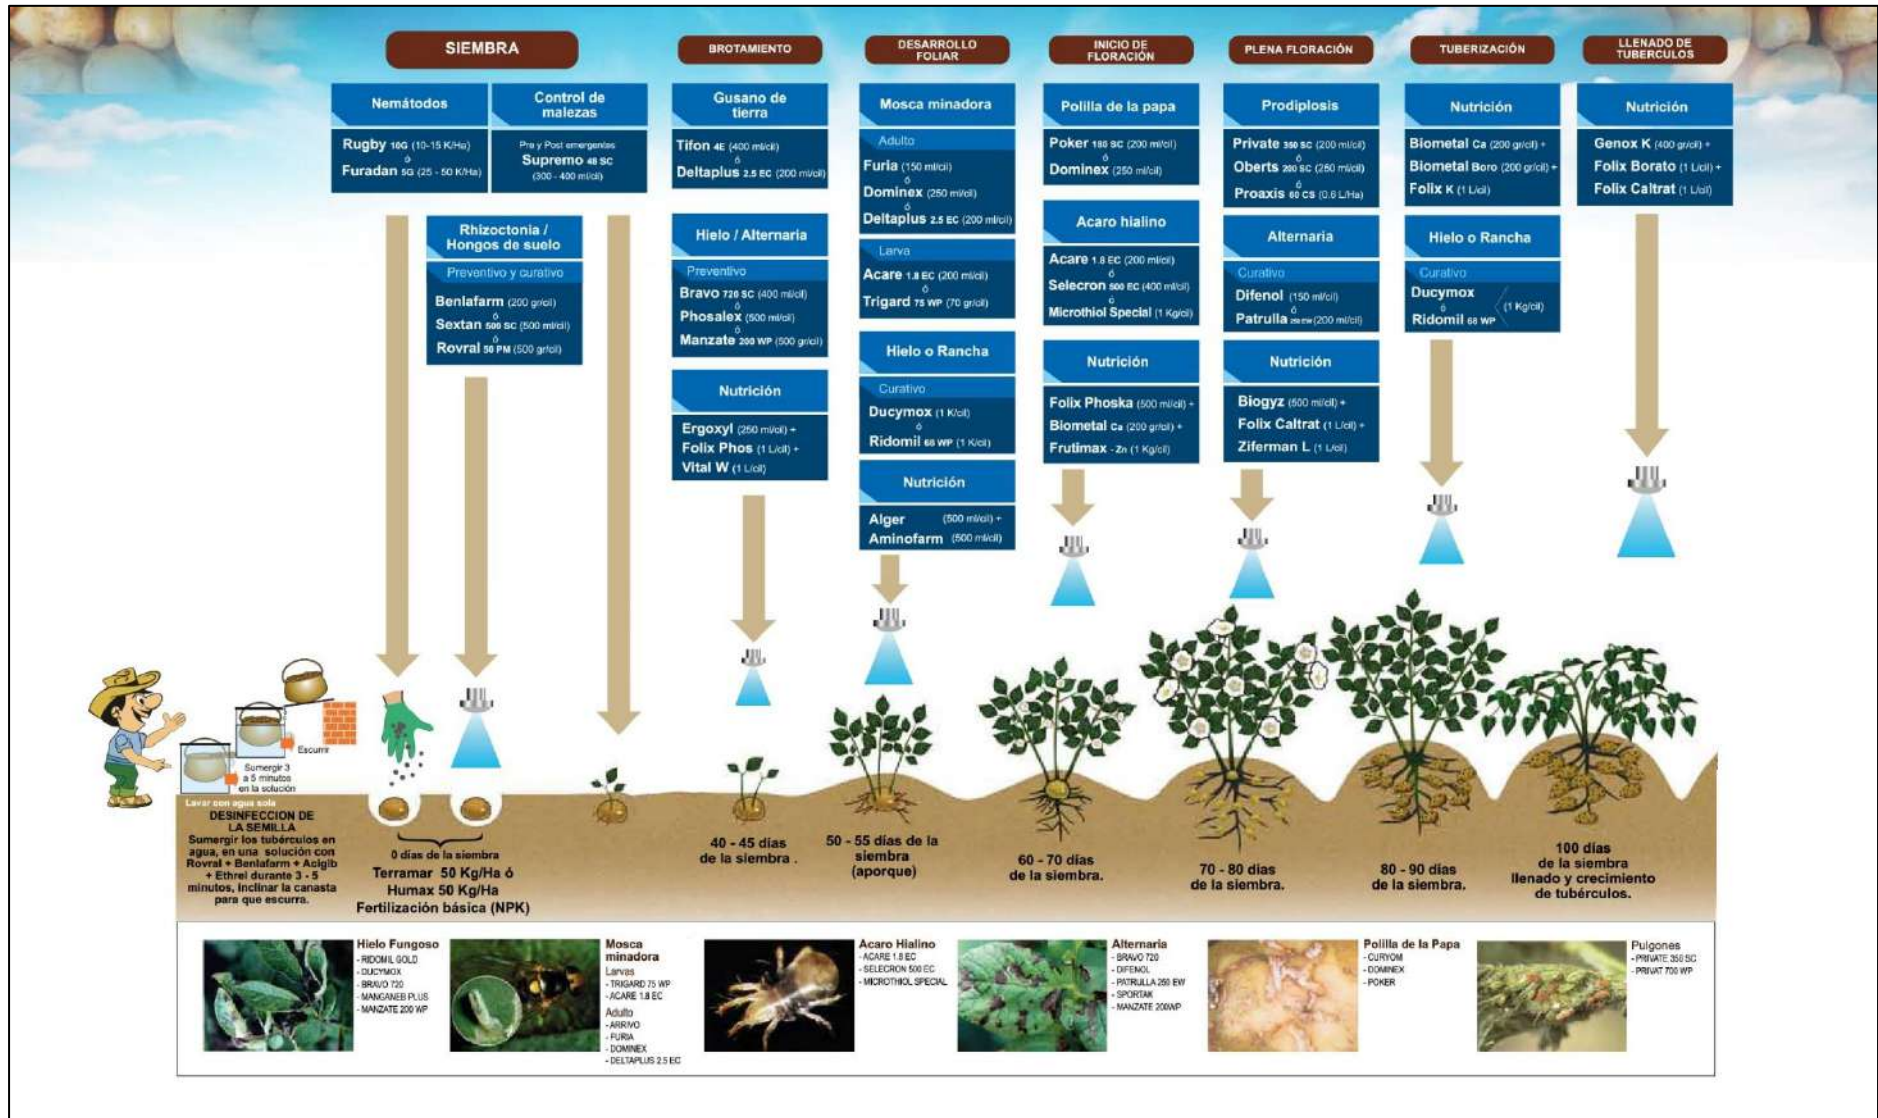 SIEMBRA
Nemátodos
Rugby 10G (10-15 K/Ha)
ó
Furadan 5G (25 - 50 K/Ha)
Control de
malezas
Pre y Post emergentes
Supremo 48 SC
(300 - 400 ml/cil)
Rhizoctonia /
Hongos de suelo
Preventivo y curativo
Benlafarm (200 gr/cil)
ó
Sextan 500 SC (500 ml/cil)
ó
Rovral 50 PM (500 gr/cil)
BROTAMIENTO
Gusano de
tierra
Tifon 4E (400 ml/cil)
ó
Deltaplus 2.5 EC (200 ml/cil)
Hielo / Alternaria
Preventivo
Bravo 720 SC (400 ml/cil)
ó
Phosalex (500 ml/cil)
ó
Manzate 200 WP (500 gr/cil)
Nutrición
Ergoxyl (250 ml/cil) +
Folix Phos (1 L/cil) +
Vital W (1 L/cil)
DESARROLLO
FOLIAR
Mosca minadora
Adulto
Furia (150 ml/cil)
ó
Dominex (250 ml/cil)
ó
Deltaplus 2.5 EC (200 ml/cil)
Larva
Acare 1.8 EC (200 ml/cil)
ó
Trigard 75 WP (70 gr/cil)
Hielo o Rancha
Curativo
Ducymox (1 K/cil)
ó
Ridomil 68 WP (1 K/cil)
Nutrición
Alger (500 ml/cil) +
Aminofarm (500 ml/cil)
INICIO DE
FLORACIÓN
Polilla de la papa
Poker 180 SC (200 ml/cil)
ó
Dominex (250 ml/cil)
Acaro hialino
Acare 1.8 EC (200 ml/cil)
ó
Selecron 500 EC (400 ml/cil)
ó
Microthiol Special (1 Kg/cil)
Nutrición
Folix Phoska (500 ml/cil) +
Biometal Ca (200 gr/cil) +
Frutimax - Zn (1 Kg/cil)
PLENA FLORACIÓN
Prodiplosis
Private 350 SC (200 ml/cil)
ó
Oberts 200 SC (250 ml/cil)
ó
Proaxis 60 CS (0.6 L/Ha)
Alternaria
Curativo
Difenol (150 ml/cil)
ó
Patrulla 250 EW (200 ml/cil)
Nutrición
Biogyz (500 ml/cil) +
Folix Caltrat (1 L/cil) +
Ziferman L (1 L/cil)
TUBERIZACIÓN
Nutrición
Biometal Ca (200 gr/cil) +
Biometal Boro (200 gr/cil) +
Folix K (1 L/cil)
Hielo o Rancha
Curativo
Ducymox
ó
Ridomil 68 WP
(1 Kg/cil)
LLENADO DE
TUBERCULOS
Nutrición
Genox K (400 gr/cil) +
Folix Borato (1 L/cil) +
Folix Caltrat (1 L/cil)
Escurrir
Sumergir 3
a 5 minutos
en la solución
Lavar con agua sola
DESINFECCION DE
LA SEMILLA
Sumergir los tubérculos en
agua, en una solución con
Rovral + Benlafarm + Acigib
+ Ethrel durante 3 - 5
minutos, inclinar la canasta
para que escurra.
0 días de la siembra
Terramar 50 Kg/Ha ó
Humax 50 Kg/Ha
Fertilización básica (NPK)
40 - 45 días
de la siembra .
50 - 55 días de la
siembra
(aporque)
60 - 70 días
de la siembra.
70 - 80 días
de la siembra.
80 - 90 días
de la siembra.
100 días
de la siembra
llenado y crecimiento
de tubérculos.
Hielo Fungoso
- RIDOMIL GOLD
- DUCYMOX
- BRAVO 720
- MANGANEB PLUS
- MANZATE 200 WP
Mosca
minadora
Larvas
- TRIGARD 75 WP
- ACARE 1.8 EC
Adulto
- ARRIVO
- FURIA
- DOMINEX
- DELTAPLUS 2.5 EC
Acaro Hialino
- ACARE 1.8 EC
- SELECRON 500 EC
- MICROTHIOL SPECIAL
Alternaria
- BRAVO 720
- DIFENOL
- PATRULLA 250 EW
- SPORTAK
- MANZATE 200WP
Polilla de la Papa
- CURYOM
- DOMINEX
- POKER
Pulgones
- PRIVATE 350 SC
- PRIVAT 700 WP